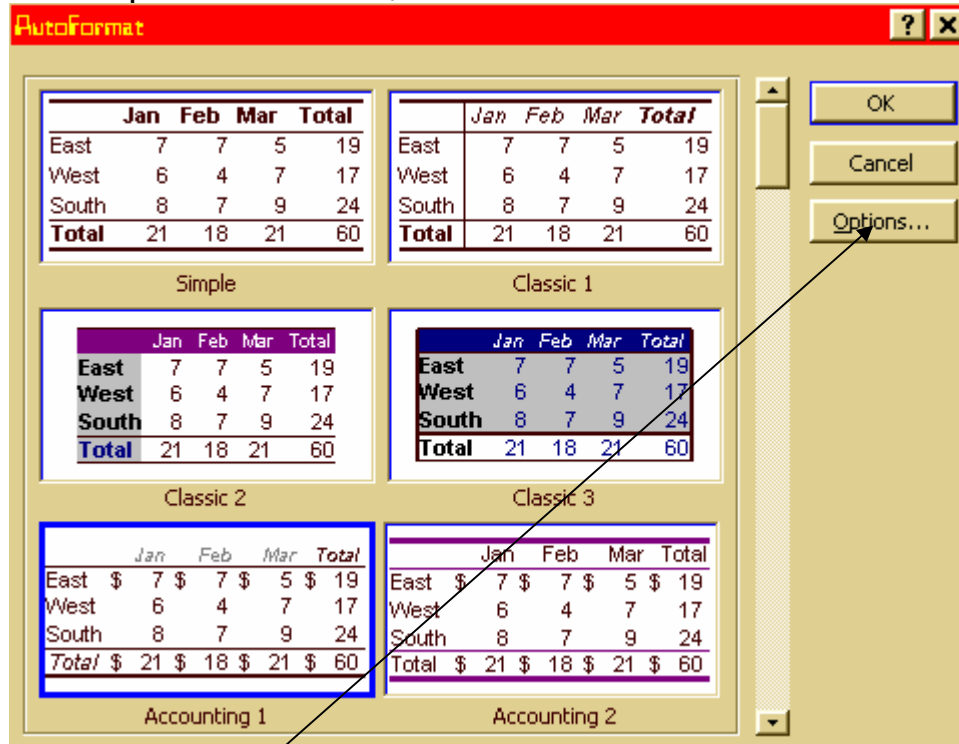 AutoFormat
Jan Feb Mar Total
East 7 7 5 19
West 6 4 7 17
South 8 7 9 24
Total 21 18 21 60
Simple
Jan Feb Mar Total
East 7 7 5 19
West 6 4 7 17
South 8 7 9 24
Total 21 18 21 60
Classic 1
Jan Feb Mar Total
East 7 7 5 19
West 6 4 7 17
South 8 7 9 24
Total 21 18 21 60
Classic 2
Jan Feb Mar Total
East 7 7 5 19
West 6 4 7 17
South 8 7 9 24
Total 21 18 21 60
Classic 3
Jan Feb Mar Total
East $ 7 $ 7 $ 5 $ 19
West 6 4 7 17
South 8 7 9 24
Total $ 21 $ 18 $ 21 $ 60
Accounting 1
Jan Feb Mar Total
East $ 7 $ 7 $ 5 $ 19
West 6 4 7 17
South 8 7 9 24
Total $ 21 $ 18 $ 21 $ 60
Accounting 2
OK
Cancel
Options...